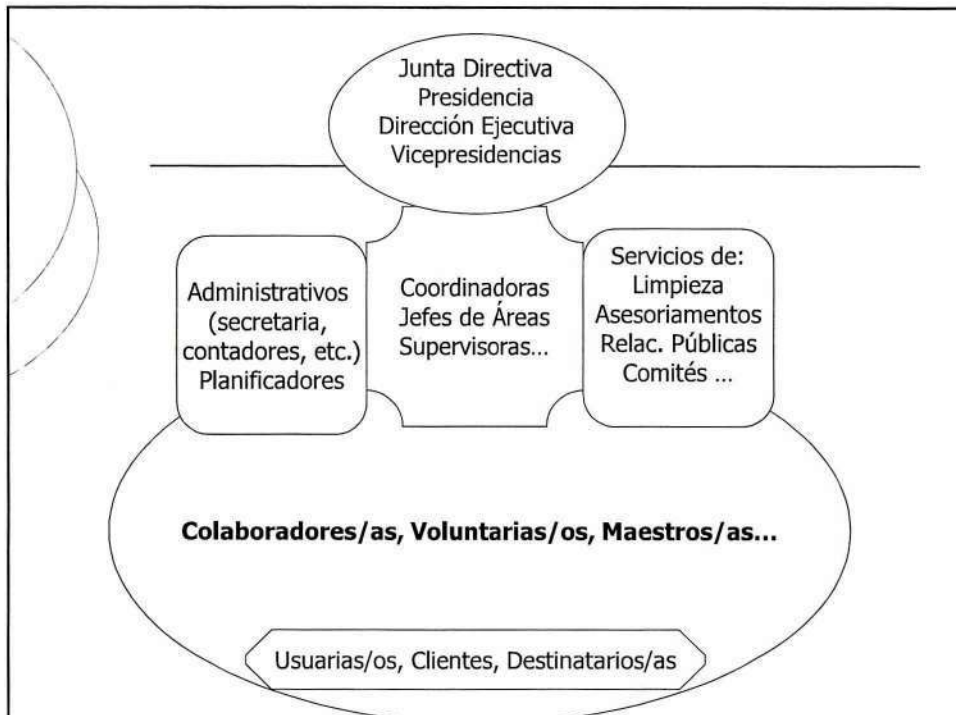 Junta Directiva
Presidencia
Dirección Ejecutiva
Vicepresidencias
Administrativos
(secretaria,
contadores, etc.)
Planificadores
Coordinadoras
Jefes de Áreas
Supervisoras...
Servicios de:
Limpieza
Asesoriamentos
Relac. Públicas
Comités ...
Colaboradores/as, Voluntarias/os, Maestros/as...
Usuarias/os, Clientes, Destinatarios/as